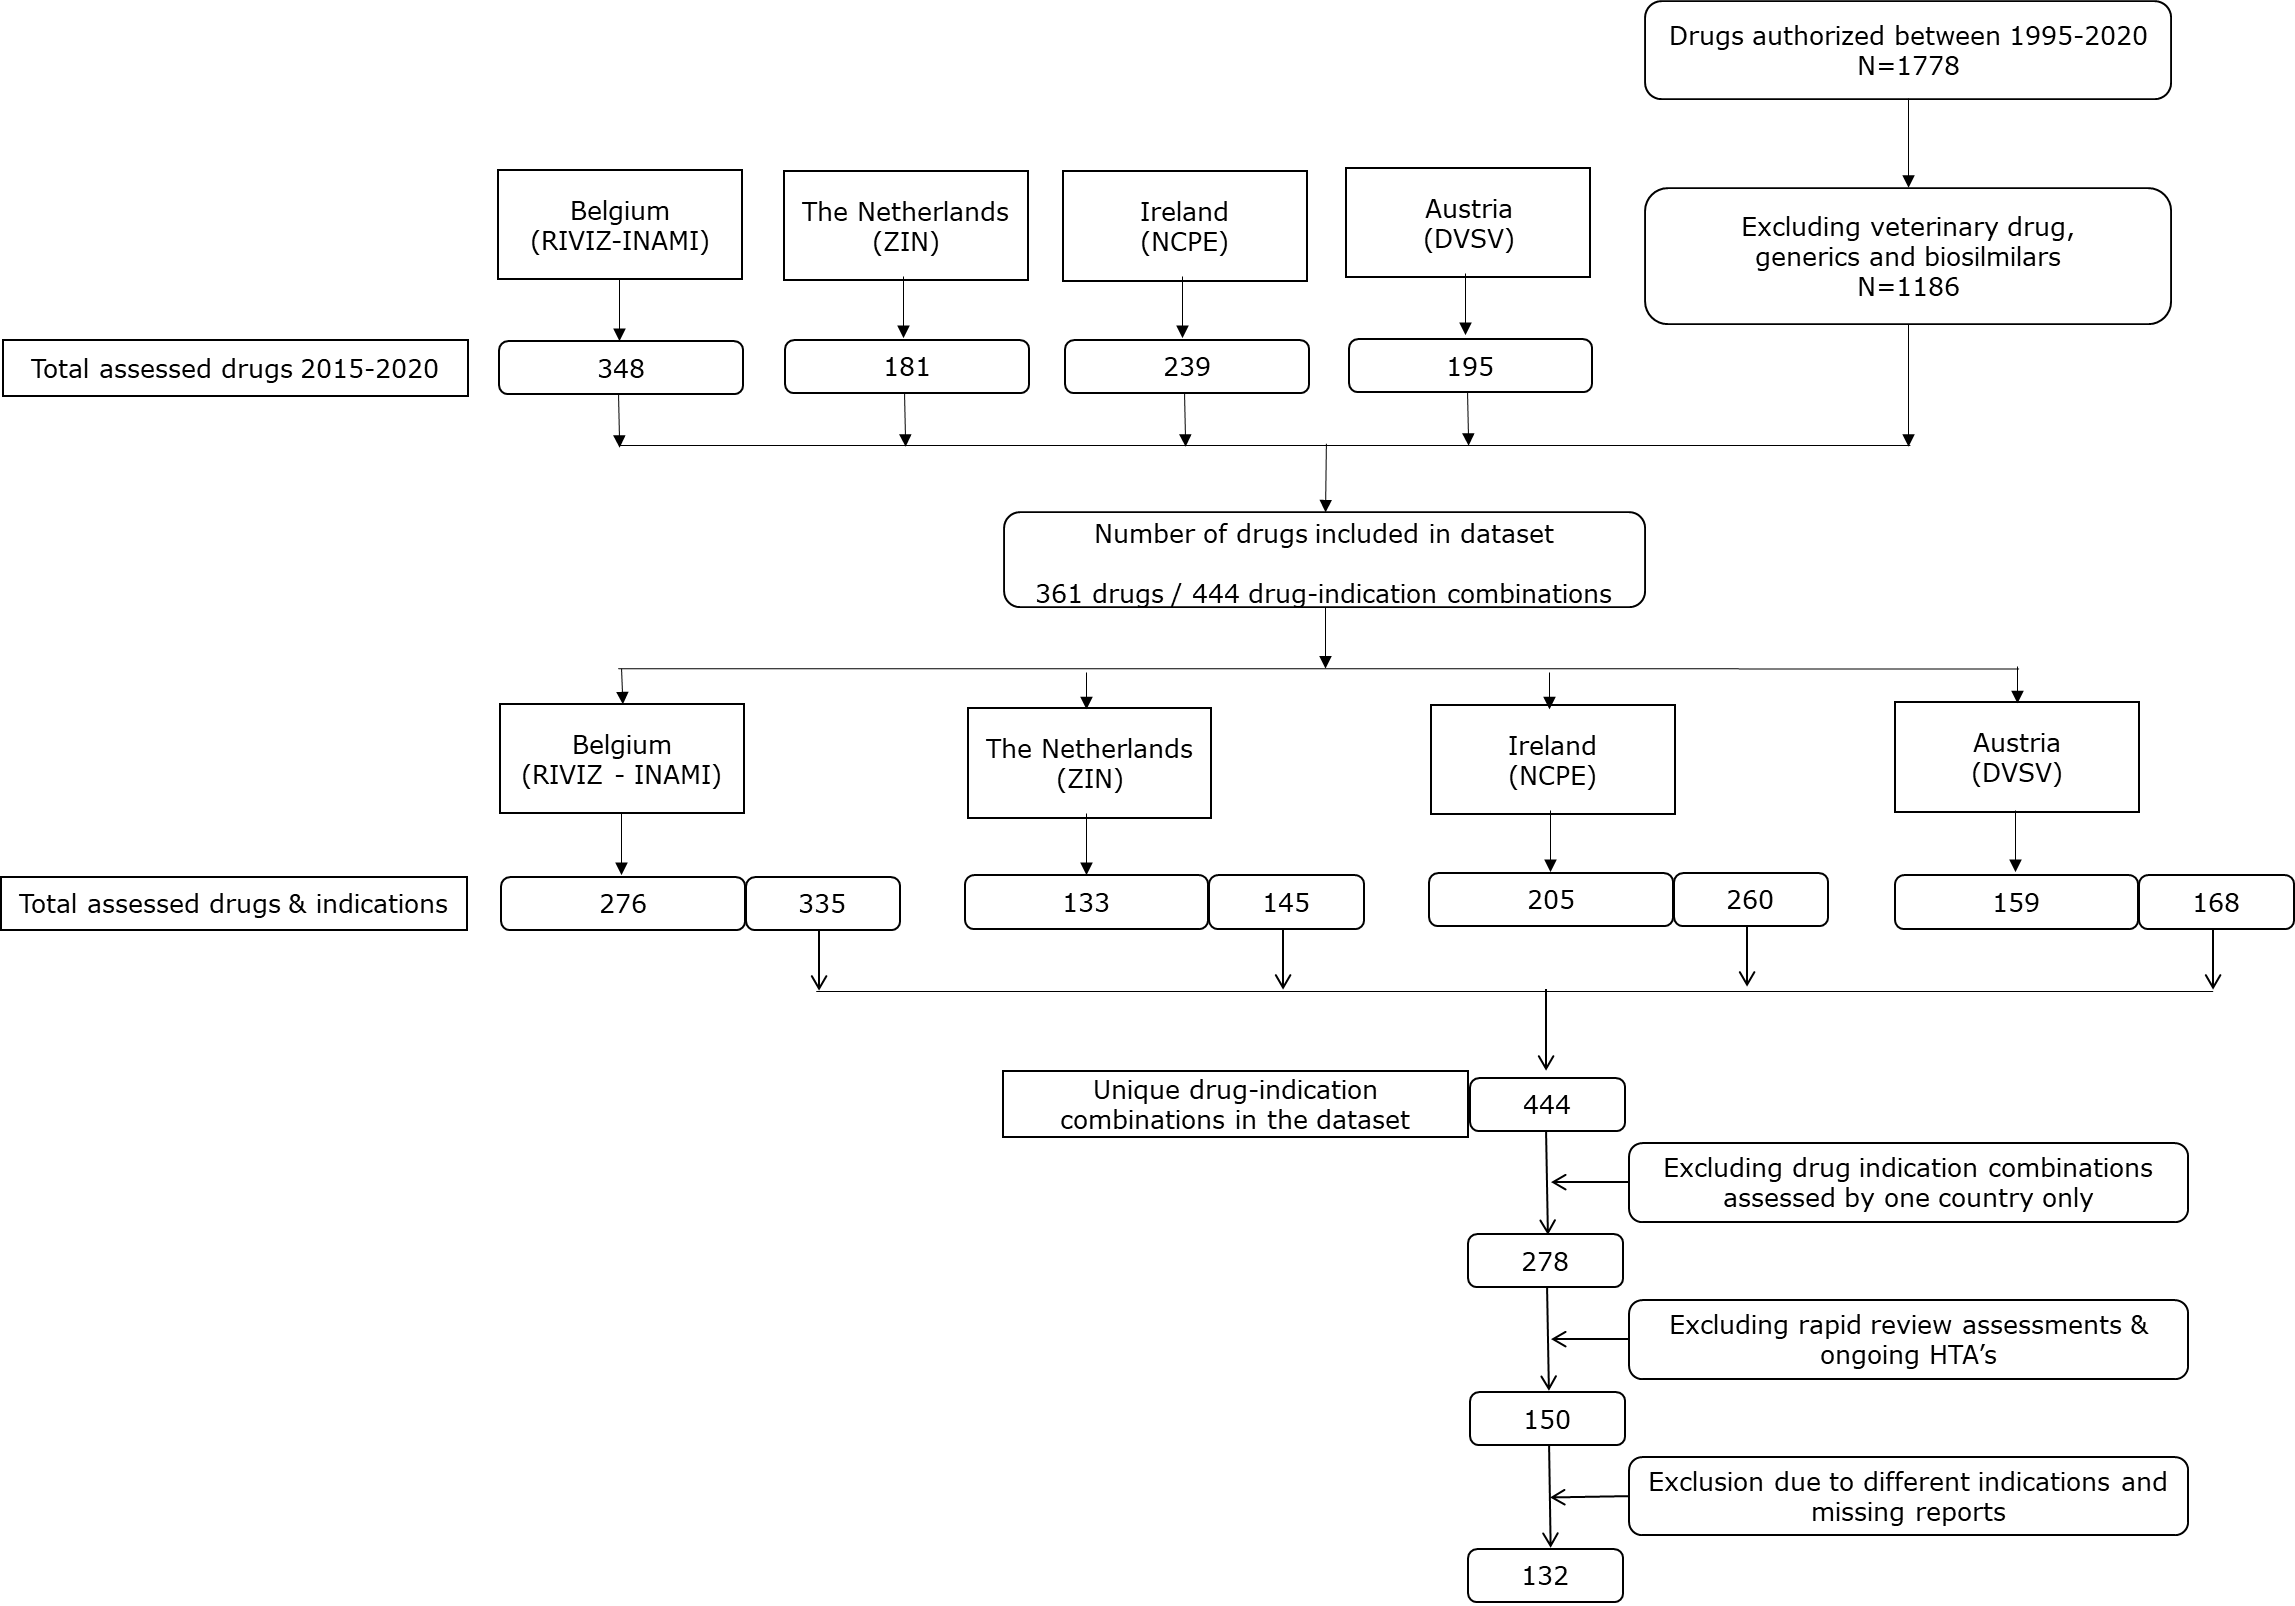 Drugs authorized between 1995-2020
N=1778
Belgium
(RIVIZ-INAMI)
The Netherlands
(ZIN)
Ireland
(NCPE)
Austria
(DVSV)
Excluding veterinary drug,
generics and biosilmilars
N=1186
Total assessed drugs 2015-2020
348
181
239
195
Number of drugs included in dataset
361 drugs / 444 drug-indication combinations
Belgium
(RIVIZ - INAMI)
The Netherlands
(ZIN)
Ireland
(NCPE)
Austria
(DVSV)
Total assessed drugs & indications
276
335
133
145
205
260
159
168
Unique drug-indication
combinations in the dataset
444
Excluding drug indication combinations
assessed by one country only
278
Excluding rapid review assessments &
ongoing HTA’s
150
Exclusion due to different indications and
missing reports
132